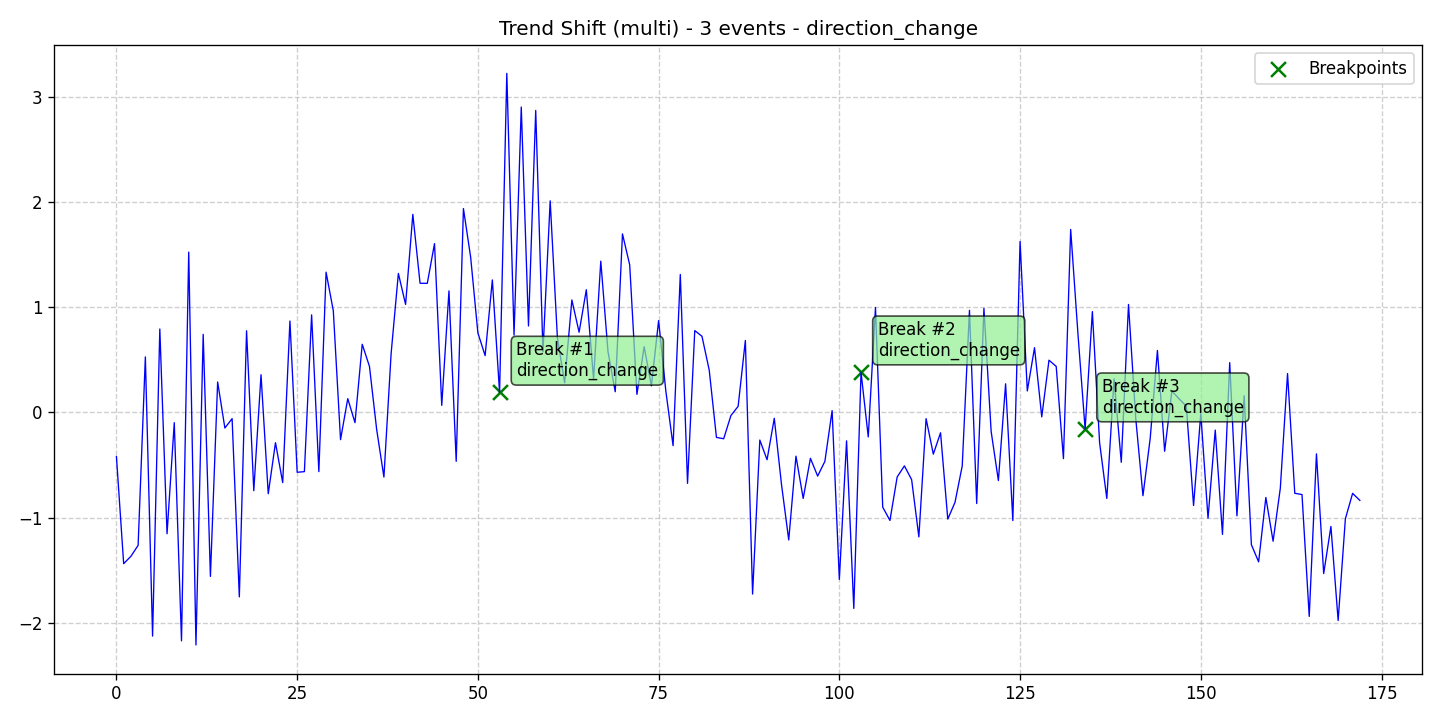 Trend Shift (multi) - 3 events - direction_change
Breakpoints
3
2
1
0
−1
−2
Break #1
direction_change
Break #2
direction_change
Break #3
direction_change
0
25
50
75
100
125
150
175